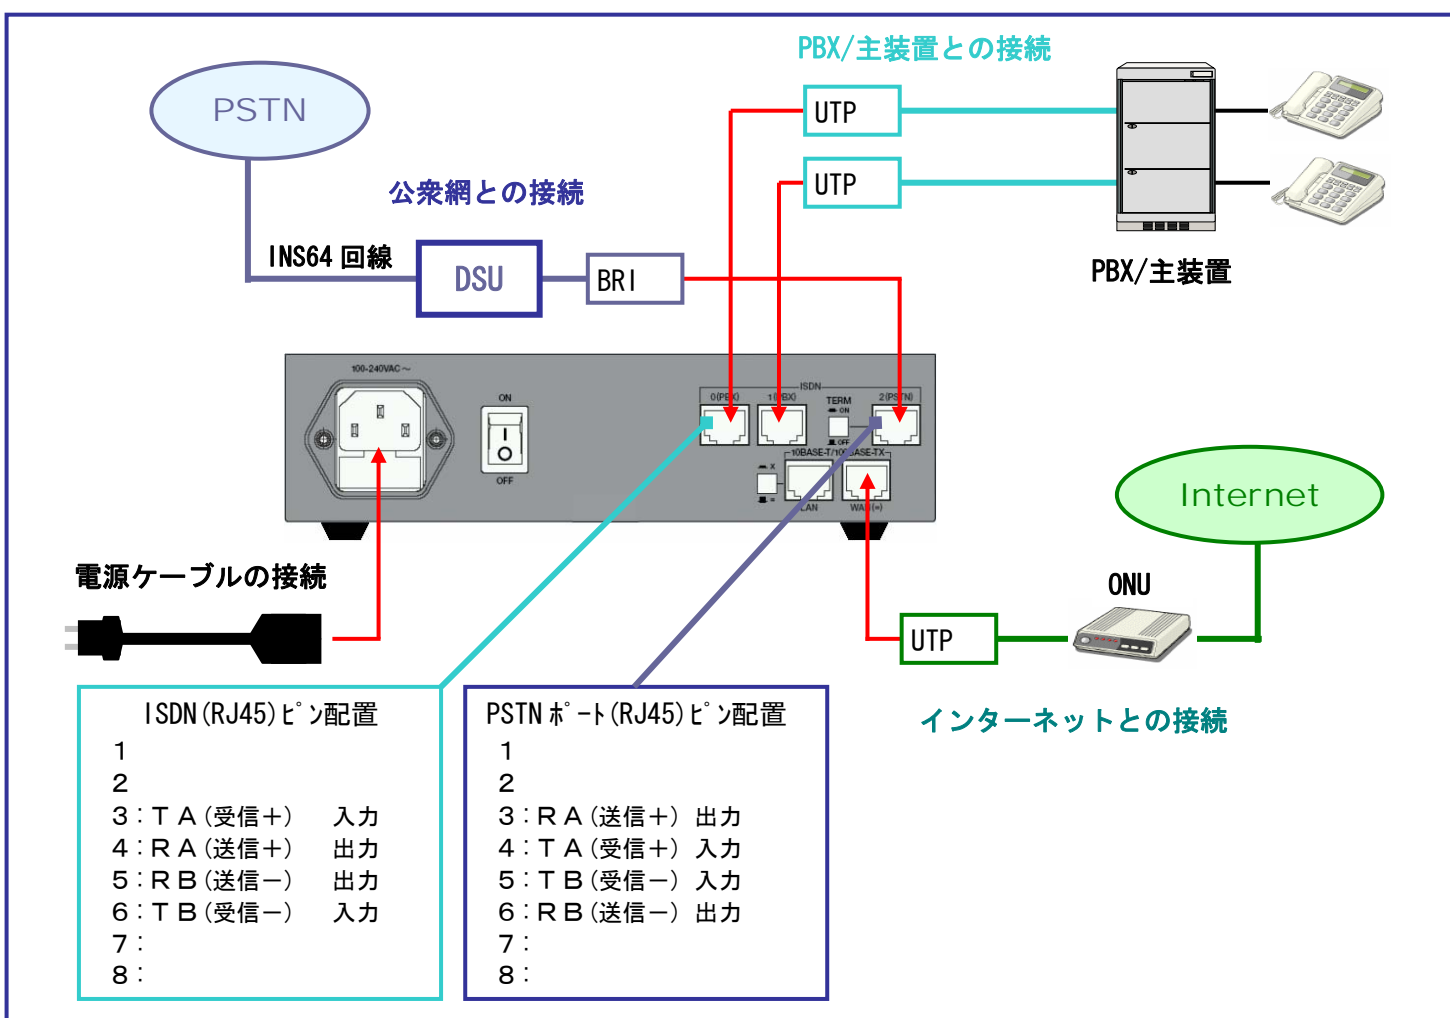 PBX/主装置との接続
PSTN
UTP
UTP
公衆網との接続
INS64 回線
DSU
BRI
PBX/主装置
100-240VAC～
ON
OFF
ISDN
0(PBX)
1(PBX)
TERM
ON
OFF
2(PSTN)
10BASE-T/100BASE-TX
X
=
LAN
WAN(=)
Internet
電源ケーブルの接続
ONU
UTP
インターネットとの接続
ISDN(RJ45)ﾋﾟﾝ配置
1
2
3：TA(受信＋) 入力
4：RA(送信＋) 出力
5：RB(送信－) 出力
6：TB(受信－) 入力
7：
8：
PSTN ﾎﾟｰﾄ(RJ45)ﾋﾟﾝ配置
1
2
3：RA(送信＋) 出力
4：TA(受信＋) 入力
5：TB(受信－) 入力
6：RB(送信－) 出力
7：
8：